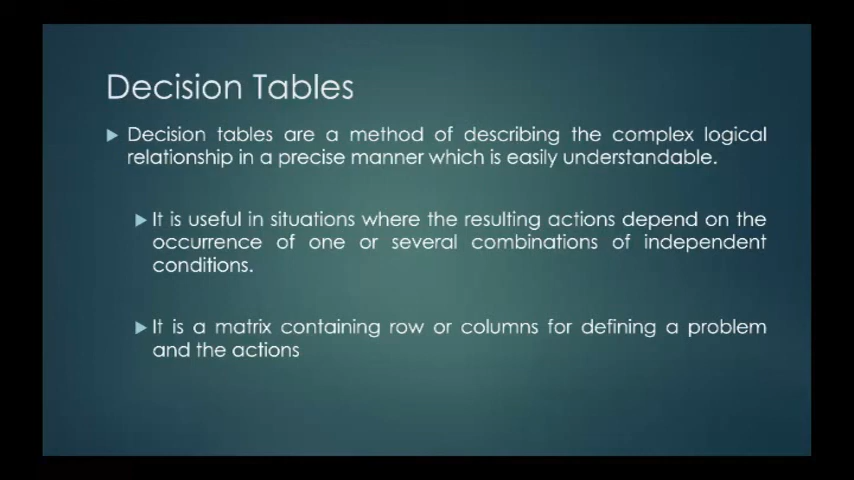 Decision Tables
Decision tables are a method of describing the complex logical
relationship in a precise manner which is easily understandable.
It is useful in situations where the resulting actions depend on the
occurrence of one or several combinations of independent
conditions.
It is a matrix containing row or columns for defining a problem
and the actions